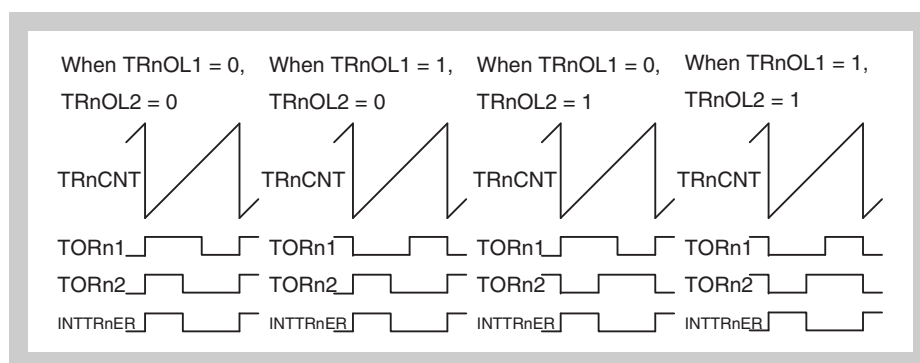 When TRnOL1 = 0, When TRnOL1 = 1, When TRnOL1 = 0, When TRnOL1 = 1,
TRnOL2 = 0 TRnOL2 = 0 TRnOL2 = 1 TRnOL2 = 1
TRnCNT TRnCNT TRnCNT TRnCNT
TORn1 TORn1 TORn1 TORn1
TORn2 TORn2 TORn2 TORn2
INTTRnER INTTRnER INTTRnER INTTRnER